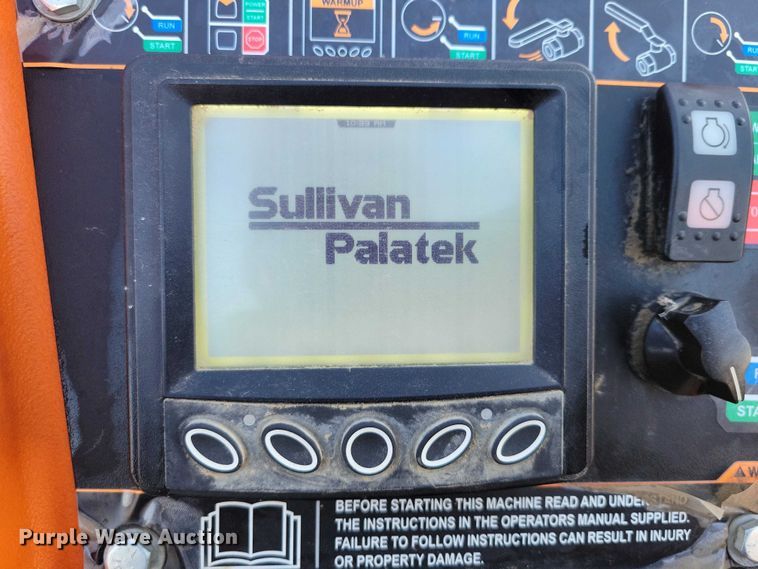 RUN
START
POWER
START
STOP
WARMUP
RUN
START
RUN
START
Sullivan
Palatek
BEFORE STARTING THIS MACHINE READ AND UNDERSTAND
THE INSTRUCTIONS IN THE OPERATORS MANUAL SUPPLIED.
FAILURE TO FOLLOW INSTRUCTIONS CAN RESULT IN INJURY
OR PROPERTY DAMAGE.
Purple Wave Auction